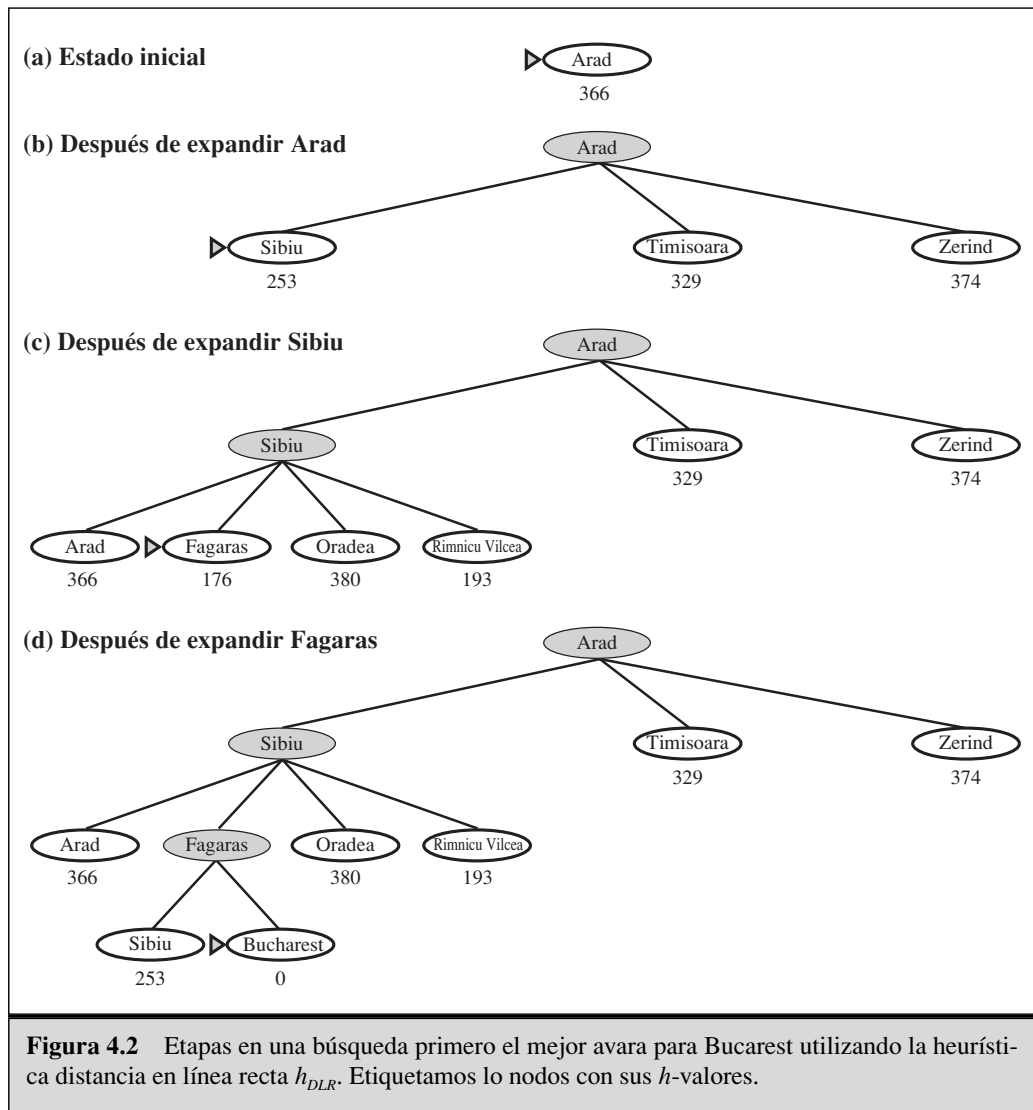 (a) Estado inicial
Arad
366
(b) Después de expandir Arad
Arad
Sibiu
Timisoara
Zerind
253
329
374
(c) Después de expandir Sibiu
Arad
Sibiu
Timisoara
Zerind
329
374
Arad
Fagaras
Oradea
Rimnicu Vilcea
366
176
380
193
(d) Después de expandir Fagaras
Arad
Sibiu
Timisoara
Zerind
329
374
Arad
Fagaras
Oradea
Rimnicu Vilcea
366
380
193
Sibiu
Bucharest
253
0
Figura 4.2 Etapas en una búsqueda primero el mejor avara para Bucarest utilizando la heurísti-
ca distancia en línea recta h_DLR. Etiquetamos lo nodos con sus h-valores.